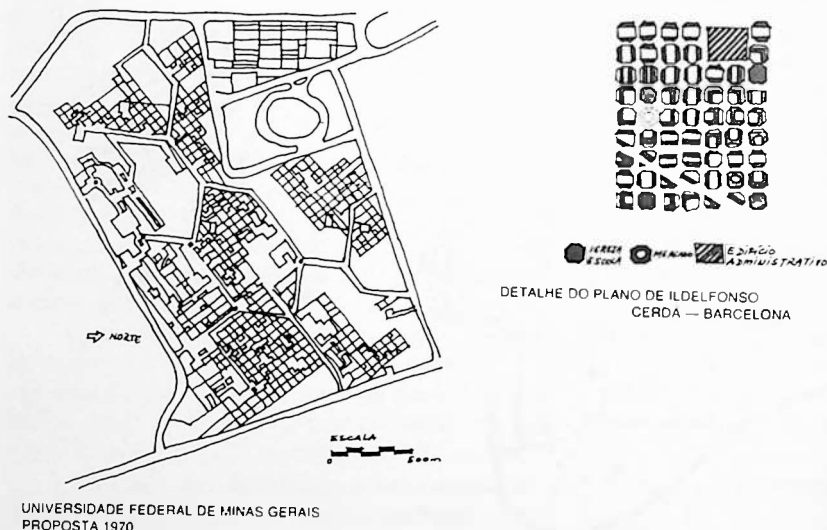 IGREZA
ESCOLA
MERCADO
EDIFÍCIO
ADMINISTRATIVO
DETALHE DO PLANO DE ILDELFONSO
CERDA — BARCELONA
NORTE
ESCALA
0 500m
UNIVERSIDADE FEDERAL DE MINAS GERAIS
PROPOSTA 1970